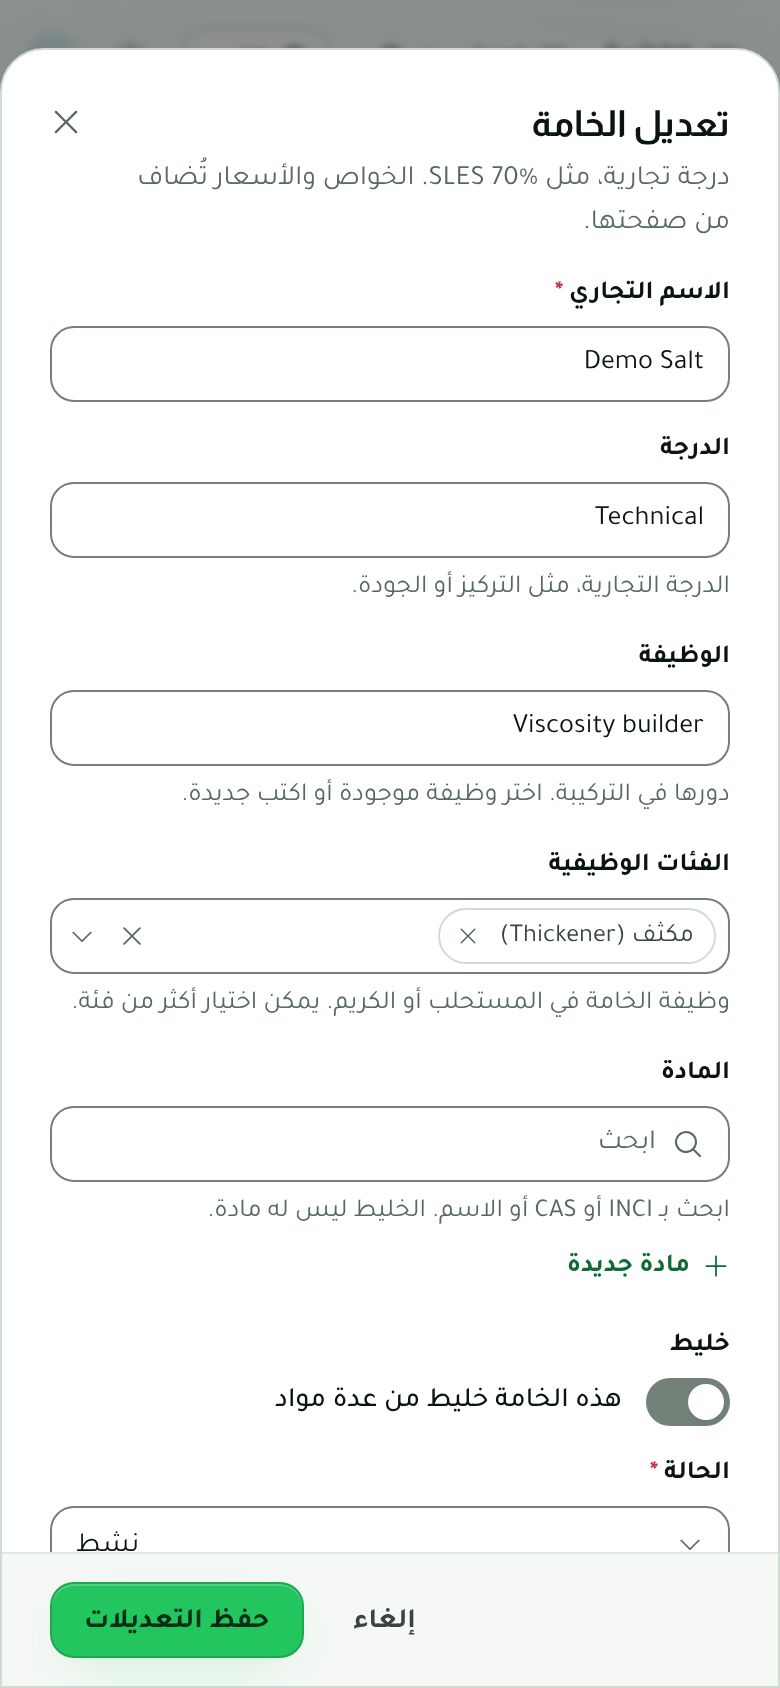 تعديل الخامة
درجة تجارية، مثل SLES 70%. الخواص والأسعار تُضاف
من صفحتها.
الاسم التجاري *
Demo Salt
الدرجة
Technical
الدرجة التجارية، مثل التركيز أو الجودة.
الوظيفة
Viscosity builder
دورها في التركيبة. اختر وظيفة موجودة أو اكتب جديدة.
الفئات الوظيفية
مكثف (Thickener)
وظيفة الخامة في المستحلب أو الكريم. يمكن اختيار أكثر من فئة.
المادة
ابحث
ابحث بـ INCI أو CAS أو الاسم. الخليط ليس له مادة.
مادة جديدة
خليط
هذه الخامة خليط من عدة مواد
الحالة *
نشط
إلغاء
حفظ التعديلات